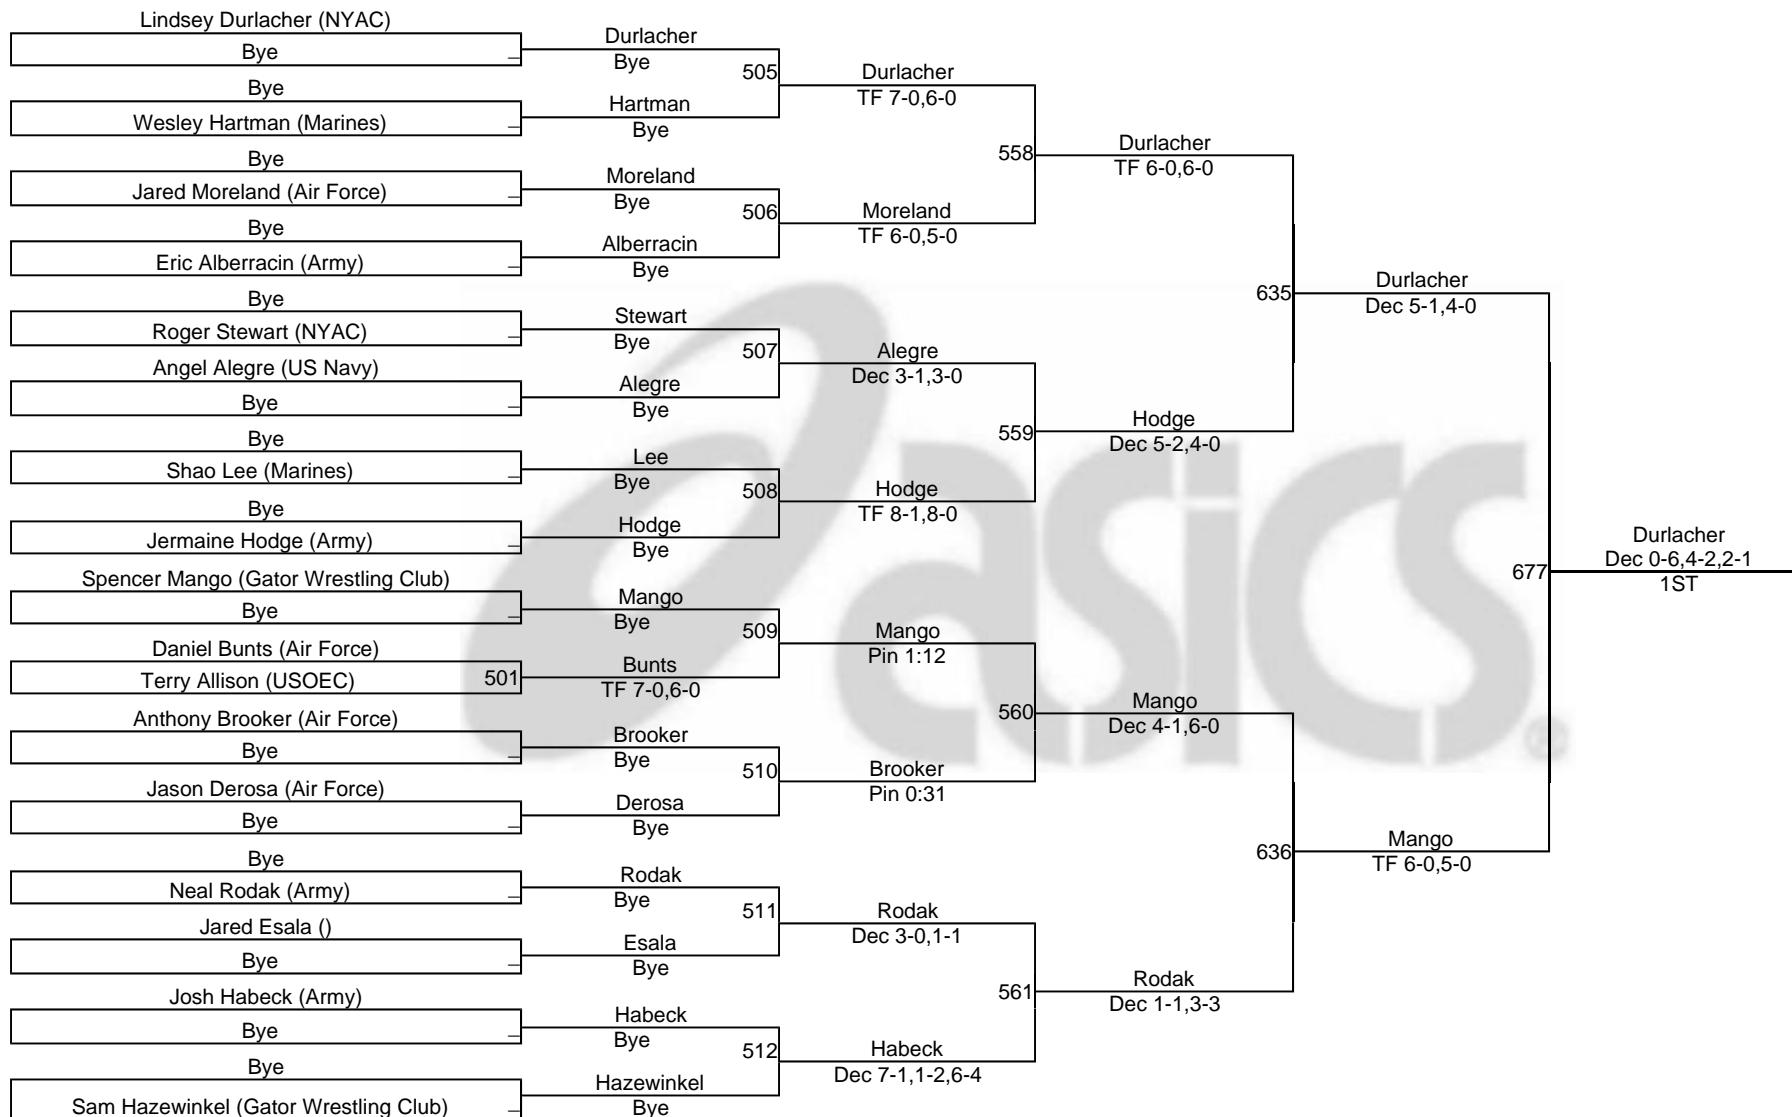 Lindsey Durlacher (NYAC)
Bye _
Bye
Wesley Hartman (Marines) _
Bye
Jared Moreland (Air Force) _
Bye
Eric Alberracin (Army) _
Bye
Roger Stewart (NYAC) _
Angel Alegre (US Navy)
Bye _
Bye
Shao Lee (Marines) _
Bye
Jermaine Hodge (Army) _
Spencer Mango (Gator Wrestling Club)
Bye _
Daniel Bunts (Air Force)
Terry Allison (USOEC) 501
Anthony Brooker (Air Force)
Bye _
Jason Derosa (Air Force)
Bye _
Bye
Neal Rodak (Army) _
Jared Esala ()
Bye _
Josh Habeck (Army)
Bye _
Bye
Sam Hazewinkel (Gator Wrestling Club) _
Durlacher
Bye
505
Hartman
Bye
Moreland
Bye
506
Alberracin
Bye
Stewart
Bye
507
Alegre
Bye
Lee
Bye
508
Hodge
Bye
Mango
Bye
509
Bunts
TF 7-0,6-0
Brooker
Bye
510
Derosa
Bye
Rodak
Bye
511
Esala
Bye
Habeck
Bye
512
Hazewinkel
Bye
Durlacher
TF 7-0,6-0
558
Moreland
TF 6-0,5-0
Alegre
Dec 3-1,3-0
559
Hodge
TF 8-1,8-0
Mango
Pin 1:12
560
Brooker
Pin 0:31
Rodak
Dec 3-0,1-1
561
Habeck
Dec 7-1,1-2,6-4
Durlacher
TF 6-0,6-0
635
Hodge
Dec 5-2,4-0
Mango
Dec 4-1,6-0
636
Rodak
Dec 1-1,3-3
Durlacher
Dec 5-1,4-0
677
Mango
TF 6-0,5-0
Durlacher
Dec 0-6,4-2,2-1
1ST
asics®